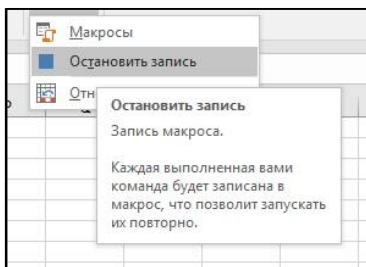 Макросы
Остановить запись
Отн
Остановить запись
Запись макроса.
Каждая выполненная вами
команда будет записана в
макрос, что позволит запускать
их повторно.